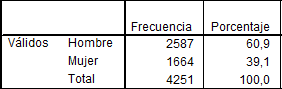 Frecuencia Porcentaje
Válidos Hombre 2587 60,9
Mujer 1664 39,1
Total 4251 100,0